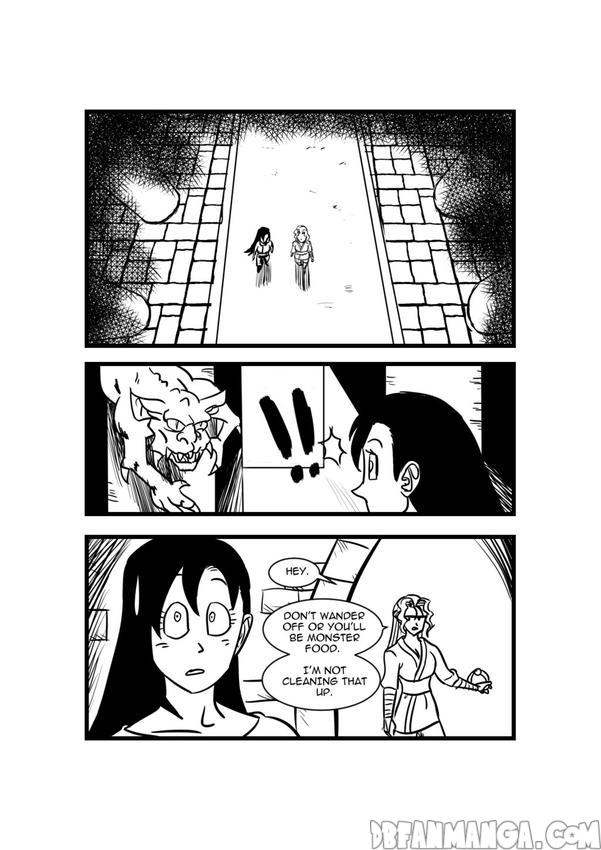 !!
HEY.
DON'T WANDER
OFF OR YOU'LL
BE MONSTER
FOOD.
I'M NOT
CLEANING THAT
UP.
DBFANMANGA.COM